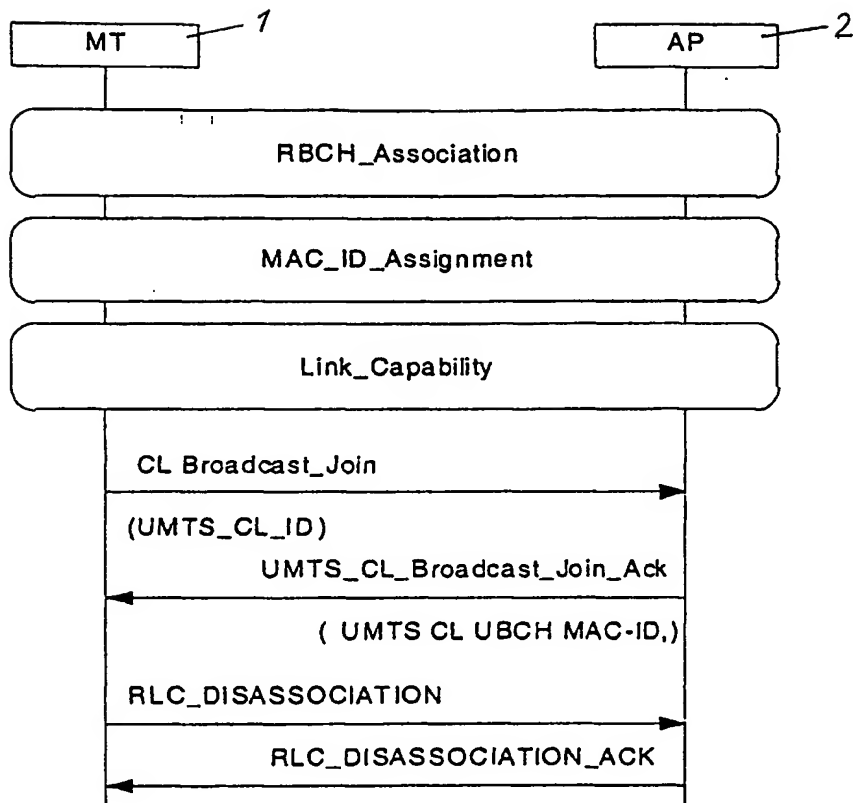 MT 1
AP 2
RBCH_Association
MAC_ID_Assignment
Link_Capability
CL Broadcast_Join
(UMTS_CL_ID)
UMTS_CL_Broadcast_Join_Ack
( UMTS CL UBCH MAC-ID,)
RLC_DISASSOCIATION
RLC_DISASSOCIATION_ACK